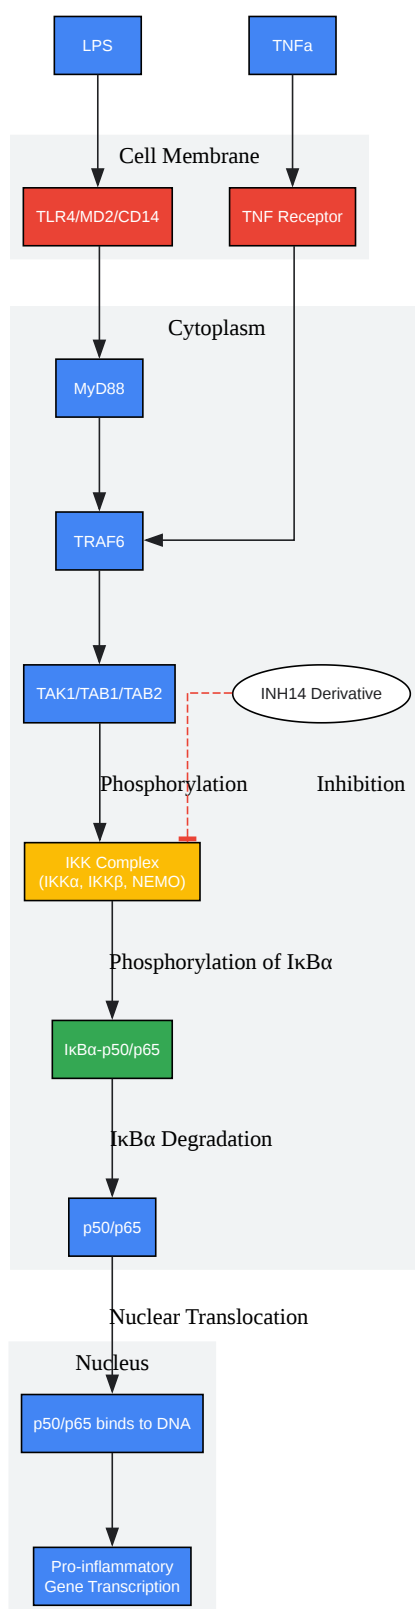 LPS
TNFa
Cell Membrane
TLR4/MD2/CD14
TNF Receptor
Cytoplasm
MyD88
TRAF6
TAK1/TAB1/TAB2
INH14 Derivative
Phosphorylation
Inhibition
IKK Complex
(IKKα, IKKβ, NEMO)
Phosphorylation of IκBα
IκBα-p50/p65
IκBα Degradation
p50/p65
Nuclear Translocation
Nucleus
p50/p65 binds to DNA
Pro-inflammatory
Gene Transcription